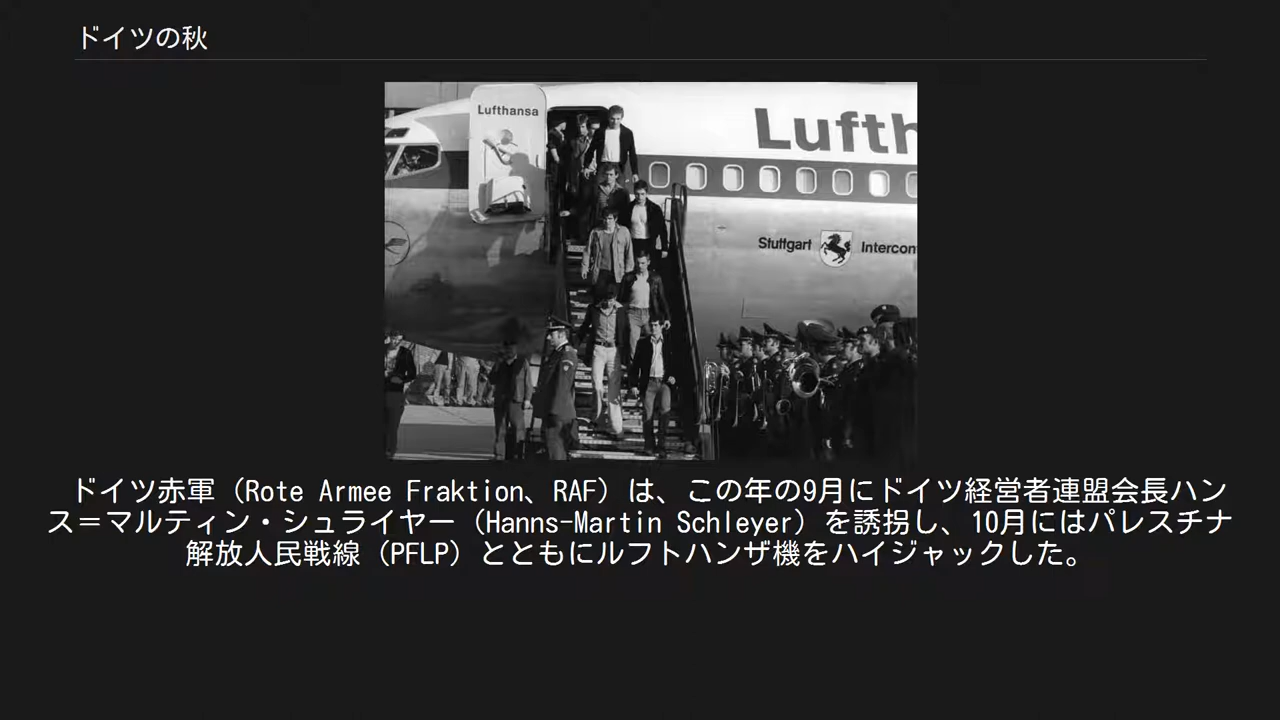 ドイツの秋
Lufthansa
Lufth
Stuttgart Intercon
ドイツ赤軍（Rote Armee Fraktion、RAF）は、この年の9月にドイツ経営者連盟会長ハン
ス＝マルティン・シュライヤー（Hanns-Martin Schleyer）を誘拐し、10月にはパレスチナ
解放人民戦線（PFLP）とともにルフトハンザ機をハイジャックした。